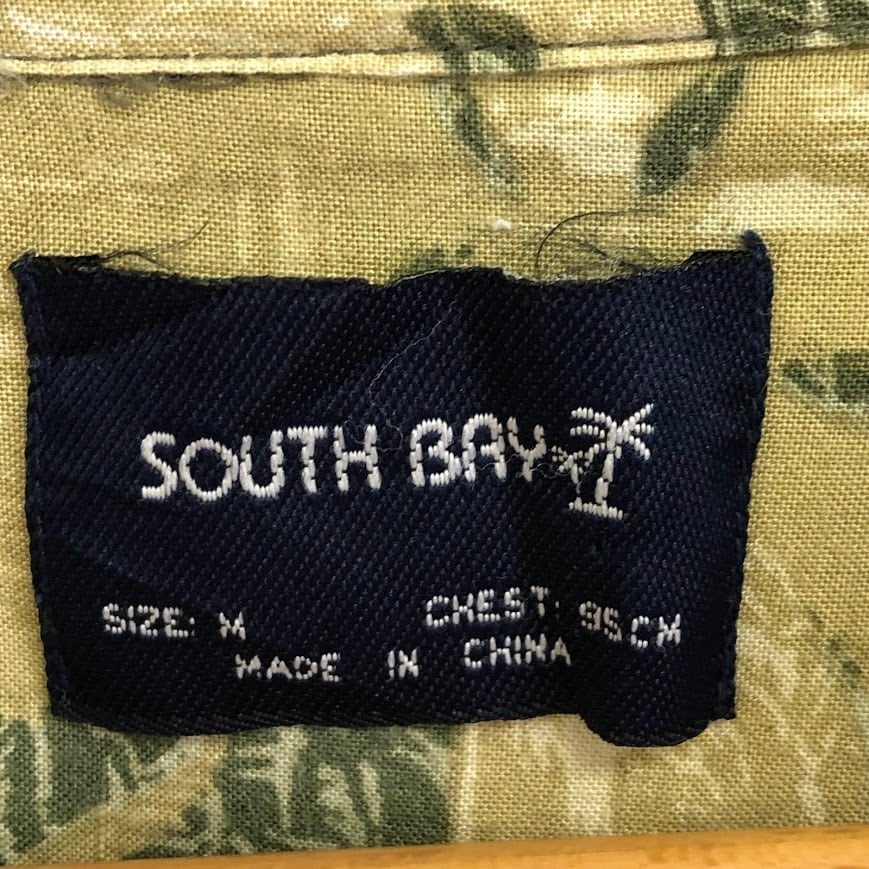 SOUTH BAY
SIZE: M CHEST: 95 CM
MADE IN CHINA